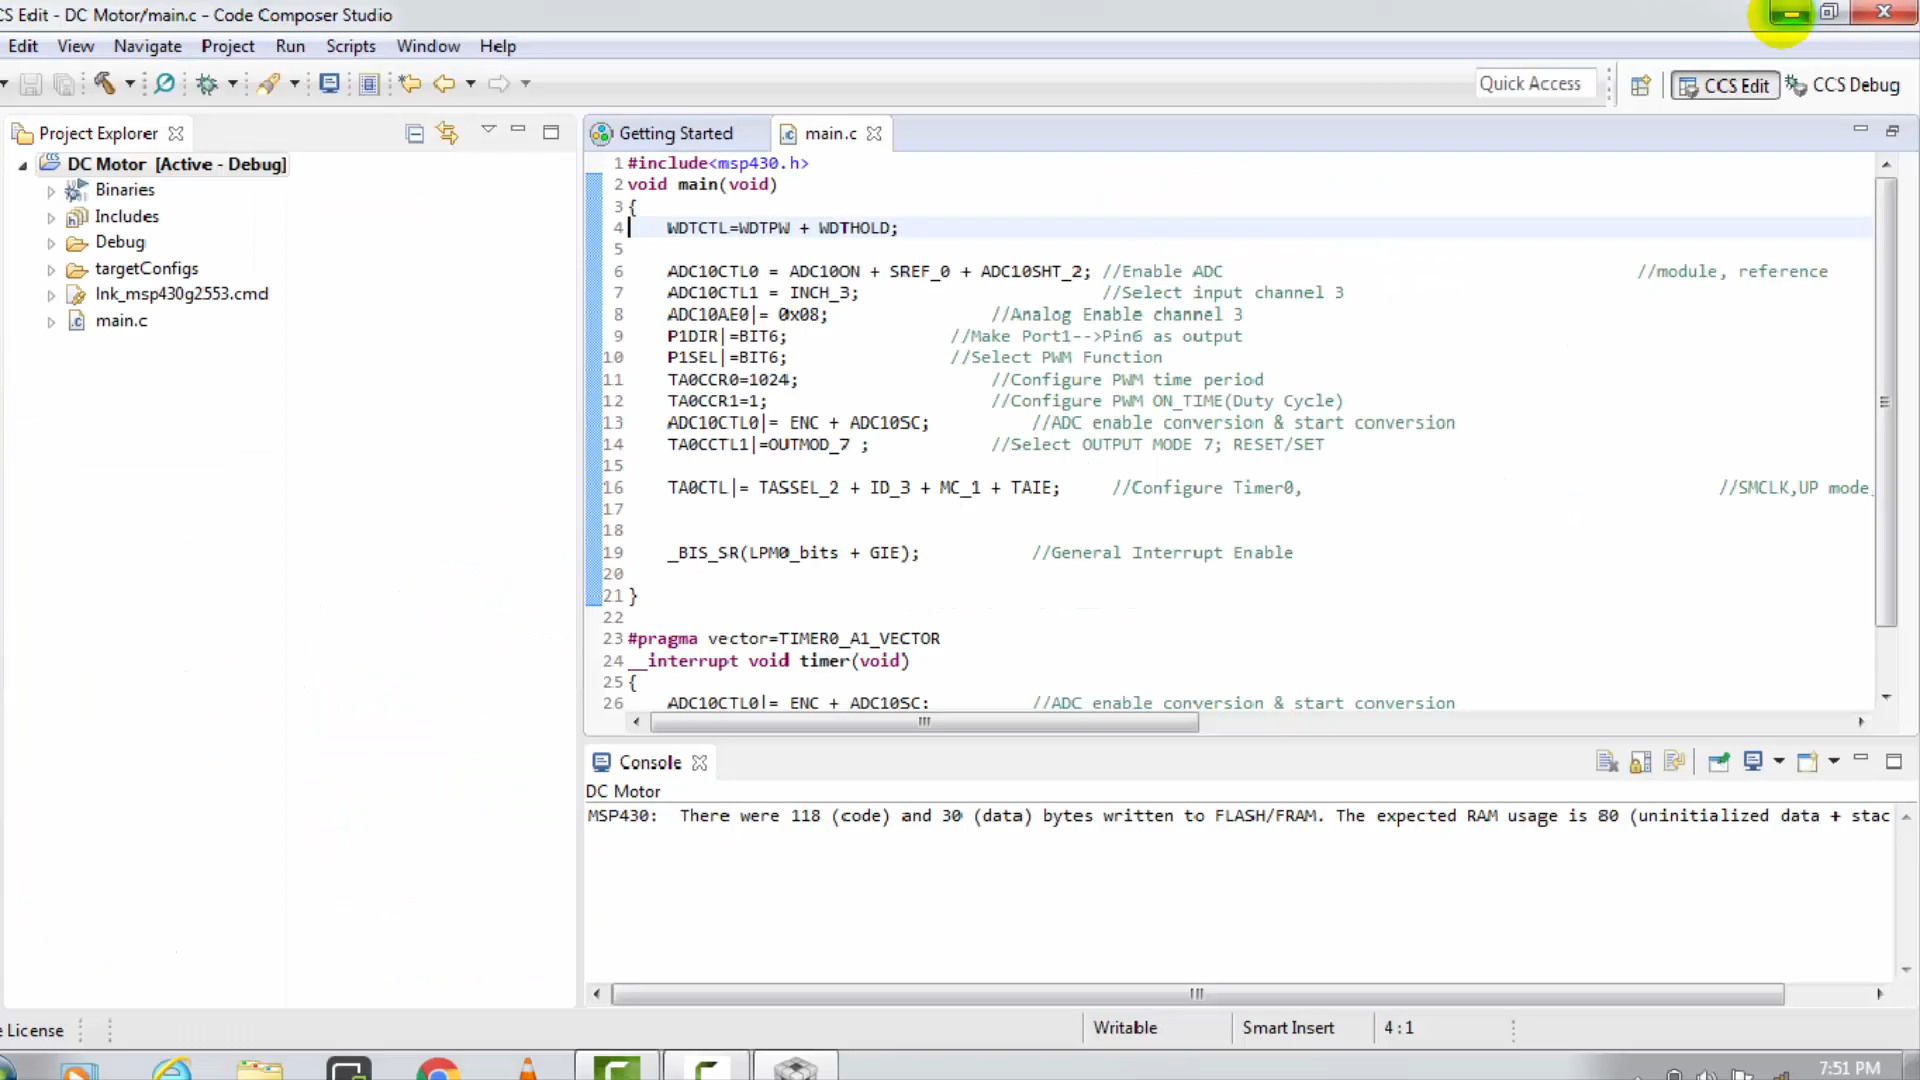 CS Edit - DC Motor/main.c - Code Composer Studio
Edit View Navigate Project Run Scripts Window Help
Quick Access
CCS Edit
CCS Debug
Project Explorer
DC Motor [Active - Debug]
Binaries
Includes
Debug
targetConfigs
lnk_msp430g2553.cmd
main.c
Getting Started
main.c
1 #include<msp430.h>
2 void main(void)
3 {
4 WDTCTL=WDTPW + WDTHOLD;
5
6 ADC10CTL0 = ADC10ON + SREF_0 + ADC10SHT_2; //Enable ADC //module, reference
7 ADC10CTL1 = INCH_3; //Select input channel 3
8 ADC10AE0|= 0x08; //Analog Enable channel 3
9 P1DIR|=BIT6; //Make Port1-->Pin6 as output
10 P1SEL|=BIT6; //Select PWM Function
11 TA0CCR0=1024; //Configure PWM time period
12 TA0CCR1=1; //Configure PWM ON_TIME(Duty Cycle)
13 ADC10CTL0|= ENC + ADC10SC; //ADC enable conversion & start conversion
14 TA0CCTL1|=OUTMOD_7 ; //Select OUTPUT MODE 7; RESET/SET
15
16 TA0CTL|= TASSEL_2 + ID_3 + MC_1 + TAIE; //Configure Timer0, //SMCLK,UP mode,
17
18
19 _BIS_SR(LPM0_bits + GIE); //General Interrupt Enable
20
21 }
22
23 #pragma vector=TIMER0_A1_VECTOR
24 __interrupt void timer(void)
25 {
26 ADC10CTL0|= ENC + ADC10SC; //ADC enable conversion & start conversion
Console
DC Motor
MSP430: There were 118 (code) and 30 (data) bytes written to FLASH/FRAM. The expected RAM usage is 80 (uninitialized data + stac
e License
Writable
Smart Insert
4 : 1
7:51 PM